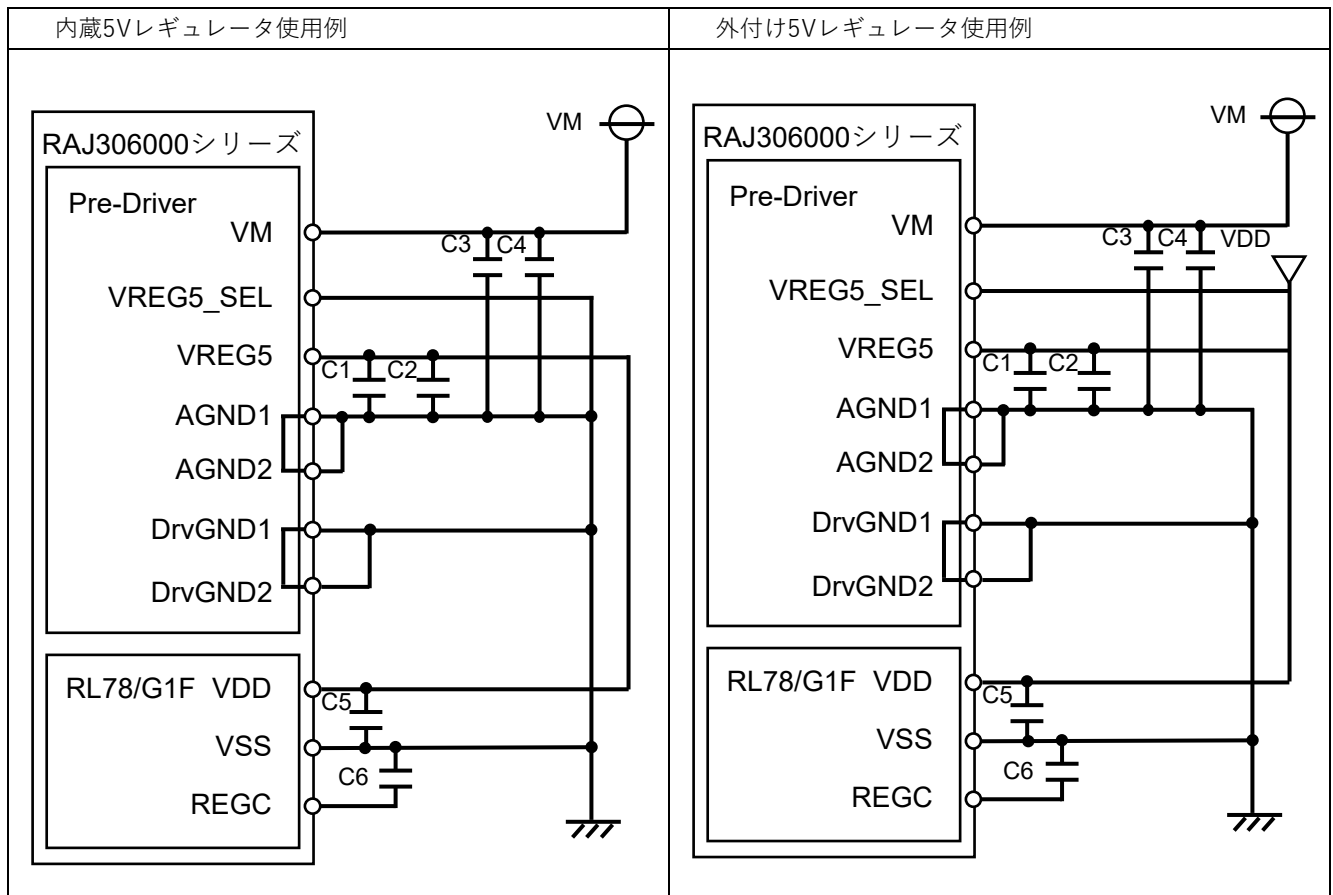 内蔵5Vレギュレータ使用例
VM
RAJ306000シリーズ
Pre-Driver
VM
C3
C4
VREG5_SEL
VREG5
C1
C2
AGND1
AGND2
DrvGND1
DrvGND2
RL78/G1F VDD
C5
VSS
C6
REGC
外付け5Vレギュレータ使用例
VM
RAJ306000シリーズ
Pre-Driver
VM
C3
C4
VDD
VREG5_SEL
VREG5
C1
C2
AGND1
AGND2
DrvGND1
DrvGND2
RL78/G1F VDD
C5
VSS
C6
REGC